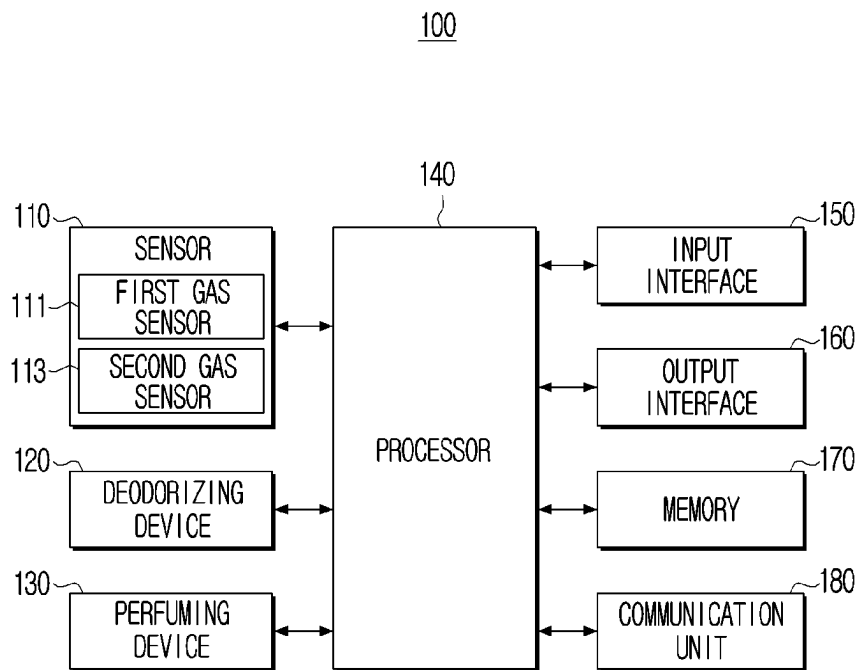 100
110
SENSOR
111
FIRST GAS
SENSOR
113
SECOND GAS
SENSOR
120
DEODORIZING
DEVICE
130
PERFUMING
DEVICE
140
PROCESSOR
150
INPUT
INTERFACE
160
OUTPUT
INTERFACE
170
MEMORY
180
COMMUNICATION
UNIT